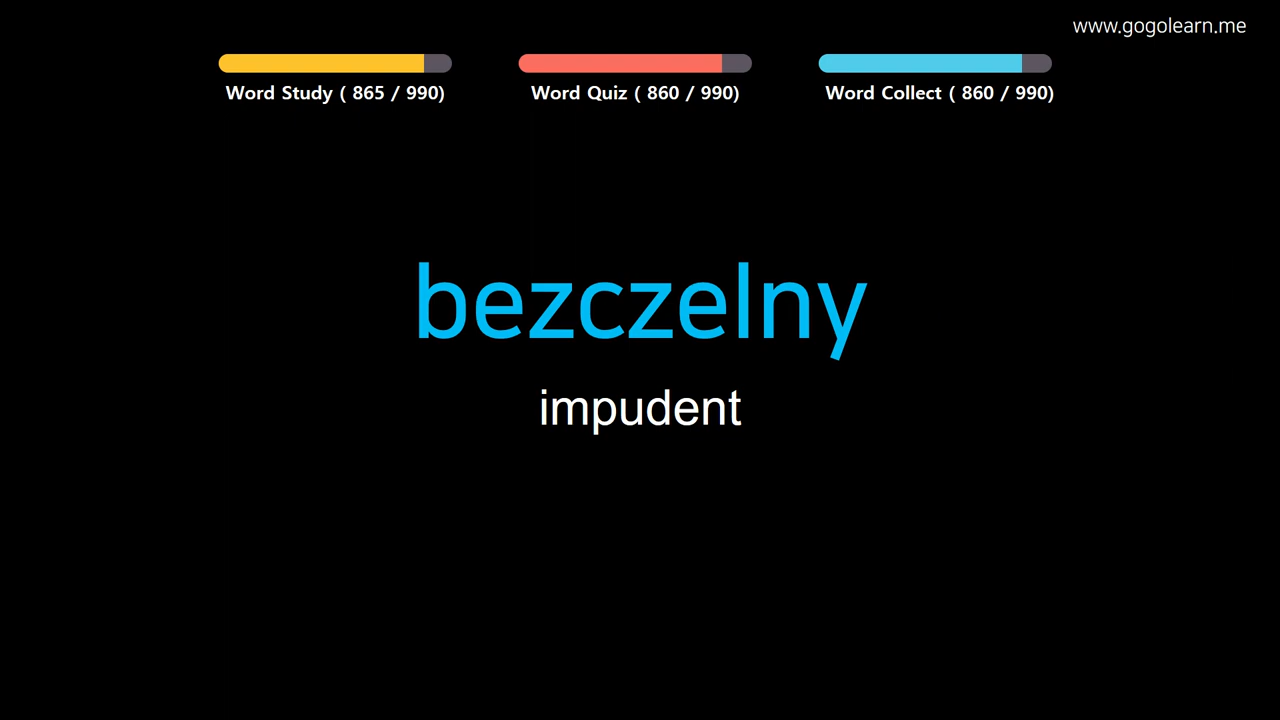 www.gogolearn.me
Word Study ( 865 / 990)
Word Quiz ( 860 / 990)
Word Collect ( 860 / 990)
bezczelny
impudent